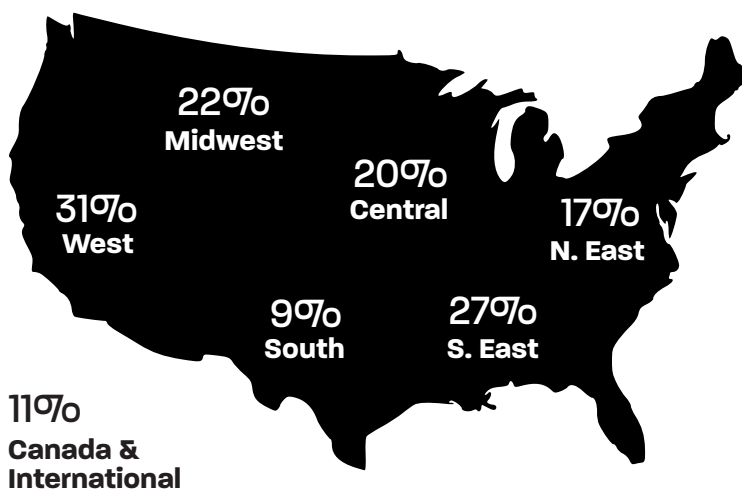 22%
Midwest
20%
Central
31%
West
17%
N. East
9%
South
27%
S. East
11%
Canada &
International